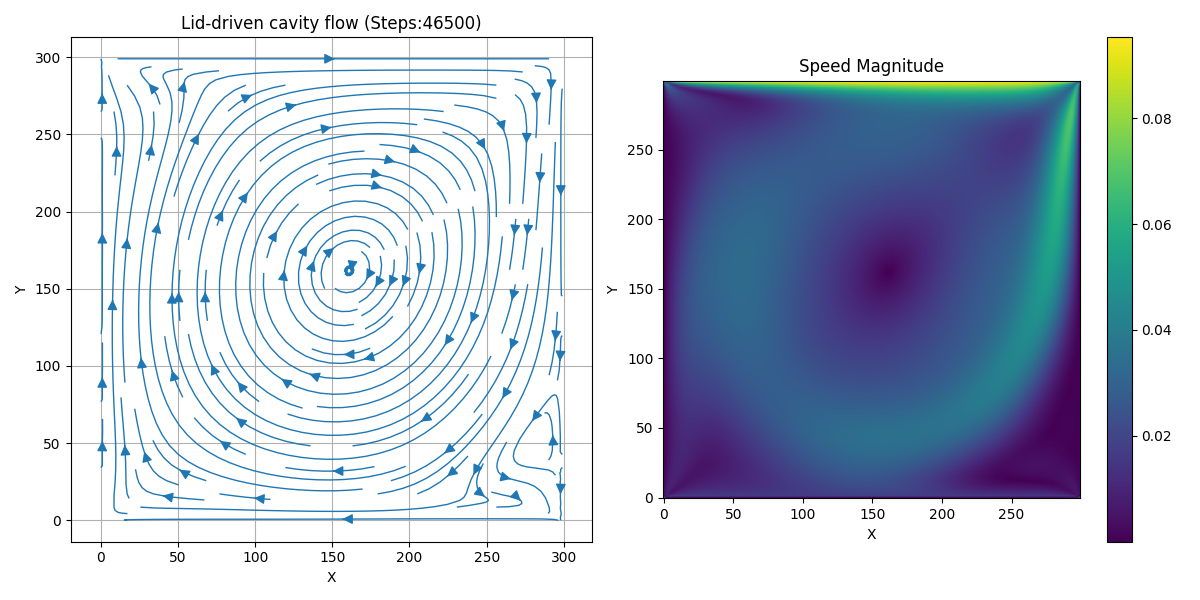 Lid-driven cavity flow (Steps:46500)
300
250
200
150
100
50
0
Y
0 50 100 150 200 250 300
X
Speed Magnitude
250
200
150
100
50
0
Y
0 50 100 150 200 250
X
0.08
0.06
0.04
0.02